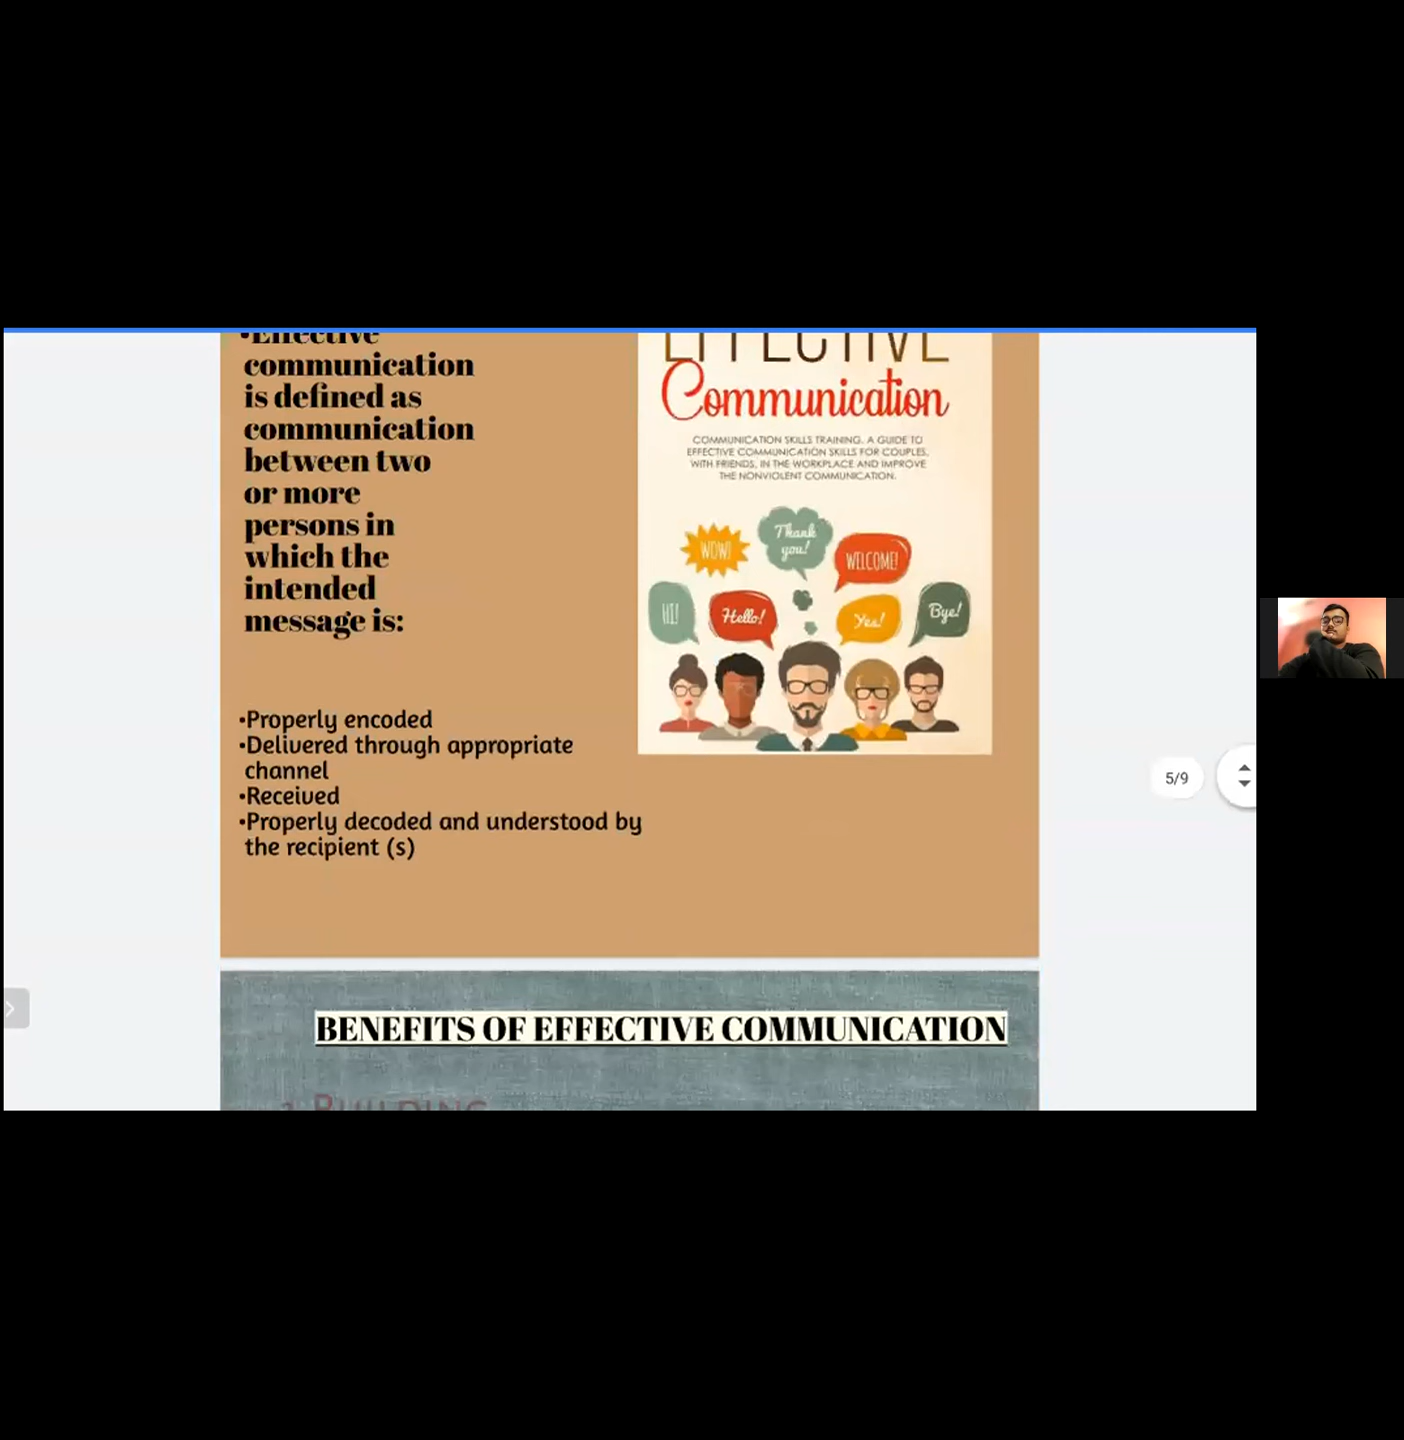 •Effective
communication
is defined as
communication
between two
or more
persons in
which the
intended
message is:
•Properly encoded
•Delivered through appropriate
channel
•Received
•Properly decoded and understood by
the recipient (s)
EFFECTIVE
Communication
COMMUNICATION SKILLS TRAINING. A GUIDE TO
EFFECTIVE COMMUNICATION SKILLS FOR COUPLES,
WITH FRIENDS, IN THE WORKPLACE AND IMPROVE
THE NONVIOLENT COMMUNICATION.
WOW!
Thank
you!
WELCOME!
HI!
Hello!
Yes!
Bye!
5/9
BENEFITS OF EFFECTIVE COMMUNICATION
1. BUILDING